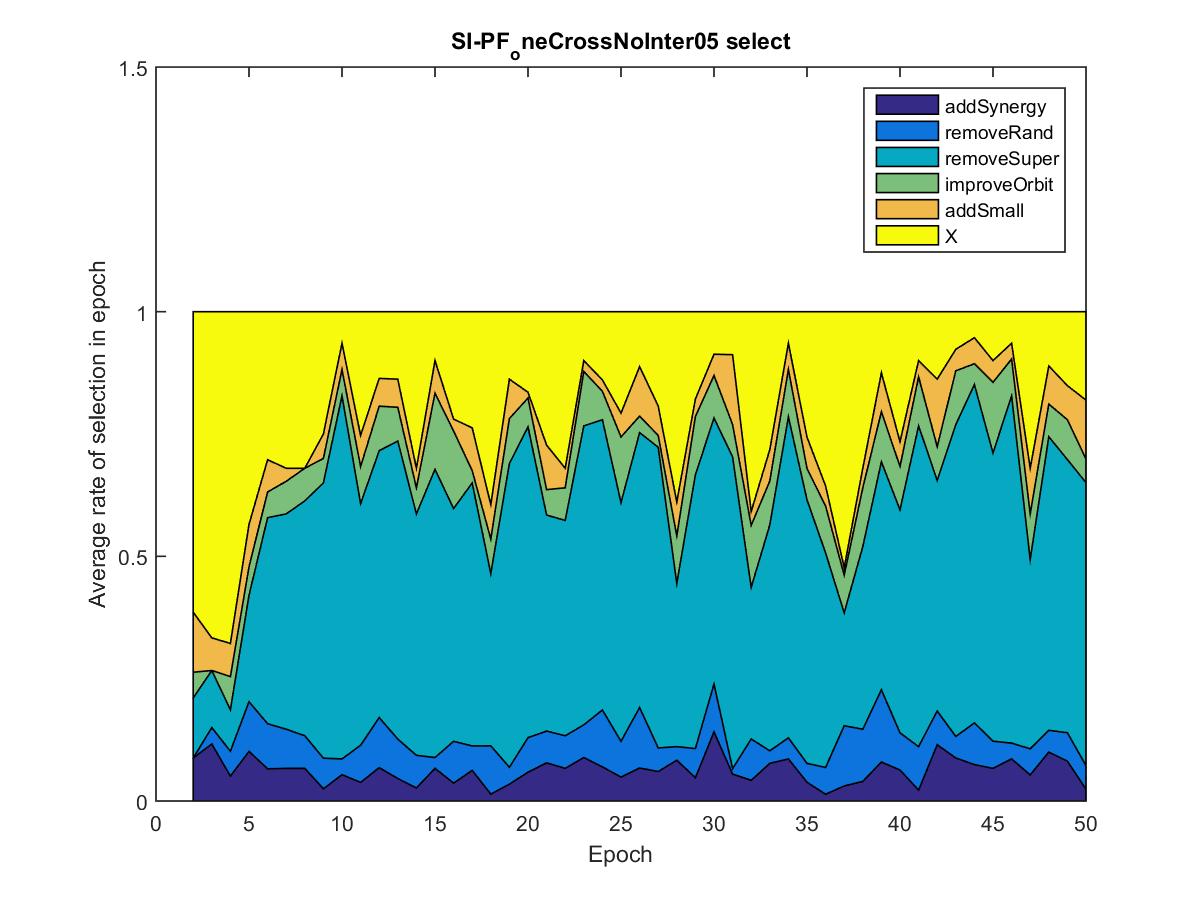 SI-PFoneCrossNoInter05 select
1.5
1
0.5
0
addSynergy
removeRand
removeSuper
improveOrbit
addSmall
X
Average rate of selection in epoch
0 5 10 15 20 25 30 35 40 45 50
Epoch